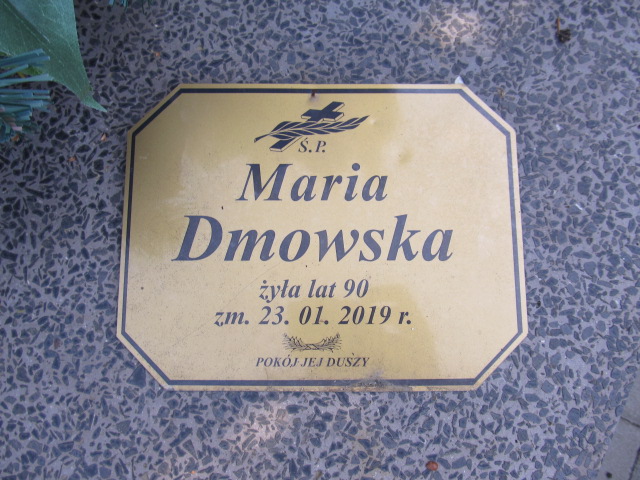 Ś.P.
Maria
Dmowska
żyła lat 90
zm. 23. 01. 2019 r.
POKÓJ JEJ DUSZY